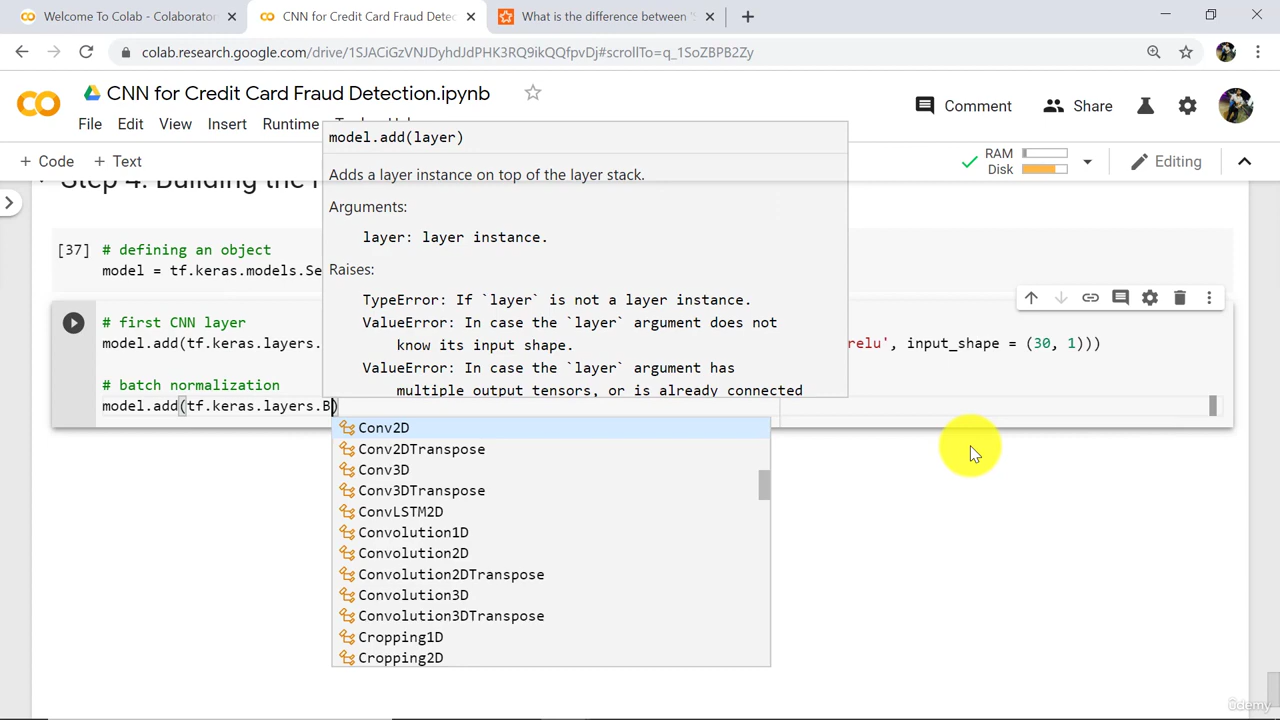 Welcome To Colab - Colaborator
CNN for Credit Card Fraud Detec
What is the difference between
colab.research.google.com/drive/1SJACiGzVNJDyhdJdPHK3RQ9ikQQfpvDj#scrollTo=q_1SoZBPB2Zy
CNN for Credit Card Fraud Detection.ipynb
Comment
Share
File Edit View Insert Runtime
+ Code + Text
RAM
Disk
Editing
model.add(layer)
Adds a layer instance on top of the layer stack.
Arguments:
layer: layer instance.
Raises:
TypeError: If `layer` is not a layer instance.
ValueError: In case the `layer` argument does not
know its input shape.
ValueError: In case the `layer` argument has
multiple output tensors, or is already connected
Step 4: Building the
[37] # defining an object
model = tf.keras.models.Se
# first CNN layer
model.add(tf.keras.layers. relu', input_shape = (30, 1)))
# batch normalization
model.add(tf.keras.layers.B)
Conv2D
Conv2DTranspose
Conv3D
Conv3DTranspose
ConvLSTM2D
Convolution1D
Convolution2D
Convolution2DTranspose
Convolution3D
Convolution3DTranspose
Cropping1D
Cropping2D
ûdemy